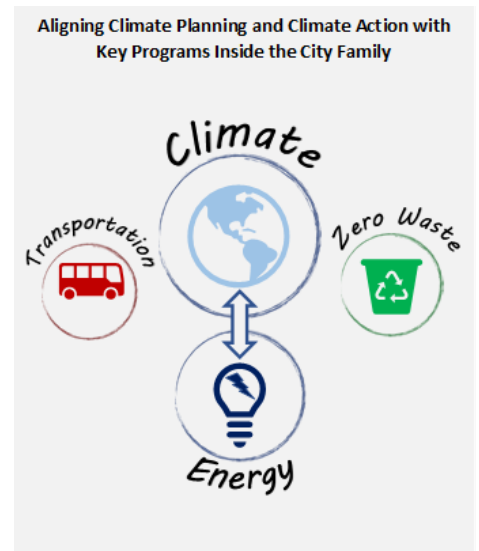 Aligning Climate Planning and Climate Action with
Key Programs Inside the City Family
Climate
Transportation
Zero Waste
Energy